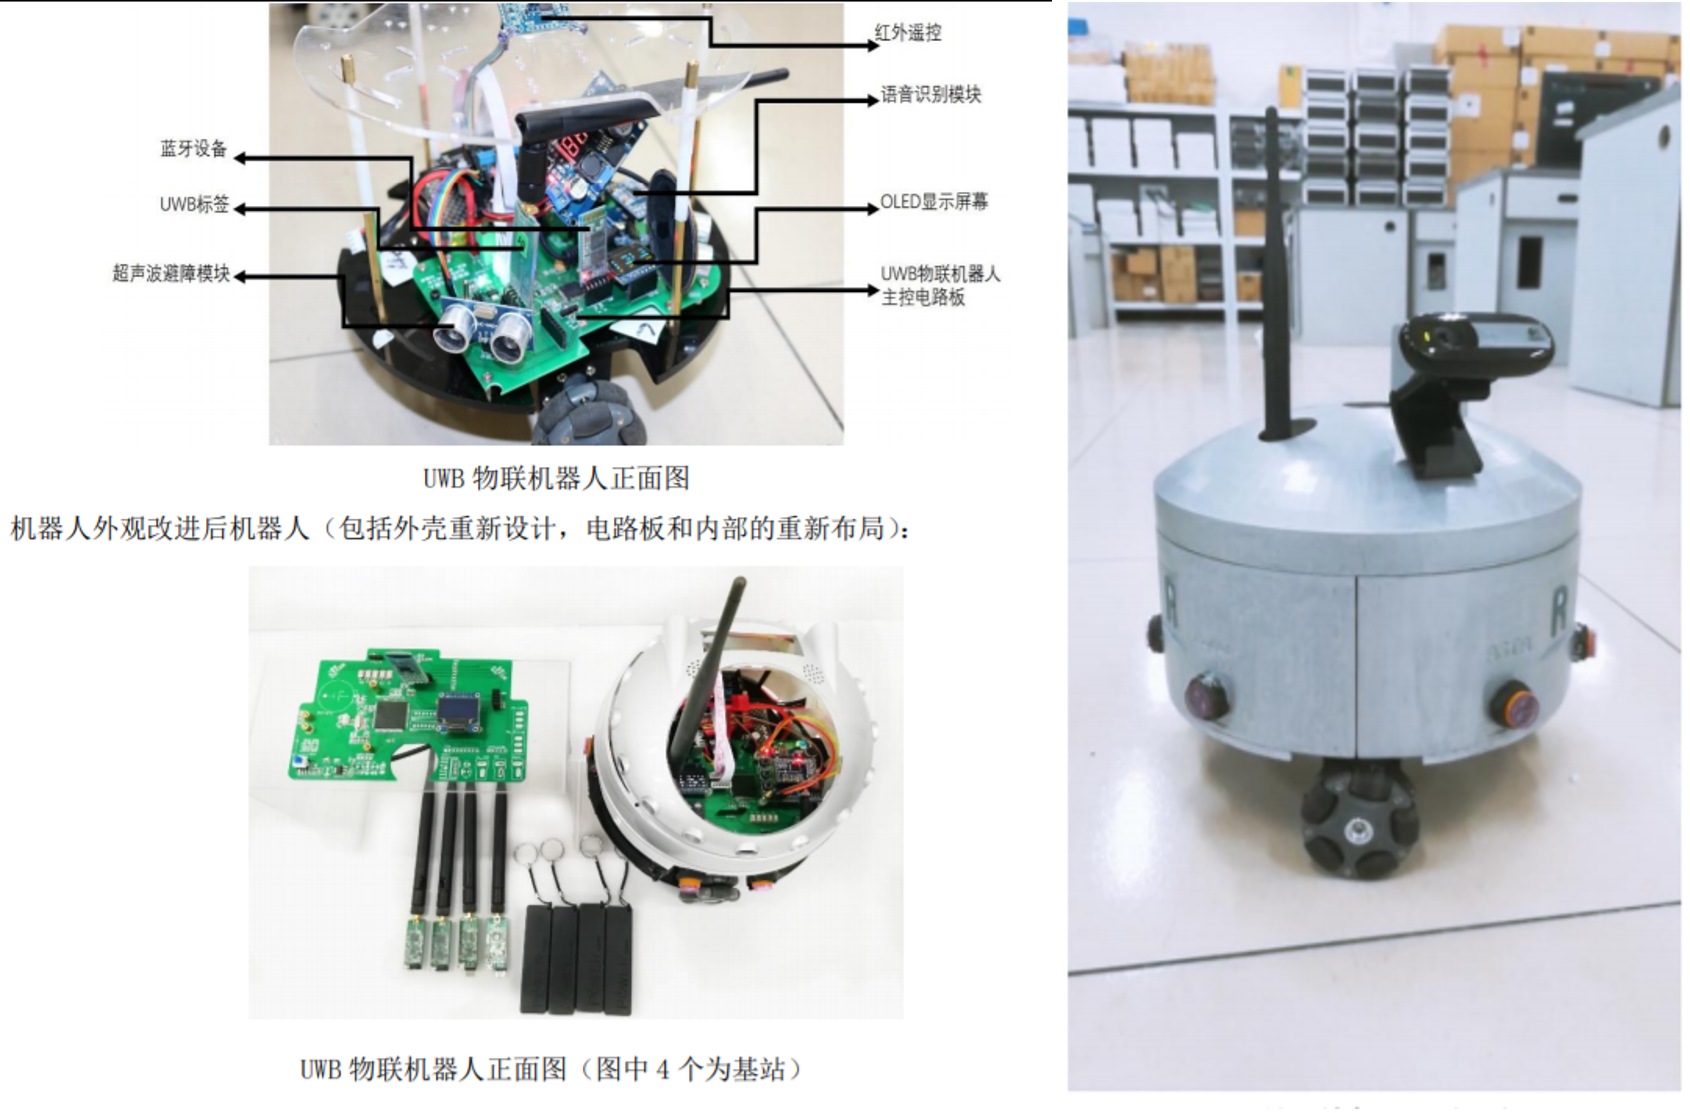 红外遥控
语音识别模块
蓝牙设备
UWB标签
OLED显示屏幕
超声波避障模块
UWB物联机器人
主控电路板
UWB 物联机器人正面图
机器人外观改进后机器人（包括外壳重新设计，电路板和内部的重新布局）：
R
R
UWB 物联机器人正面图（图中 4 个为基站）